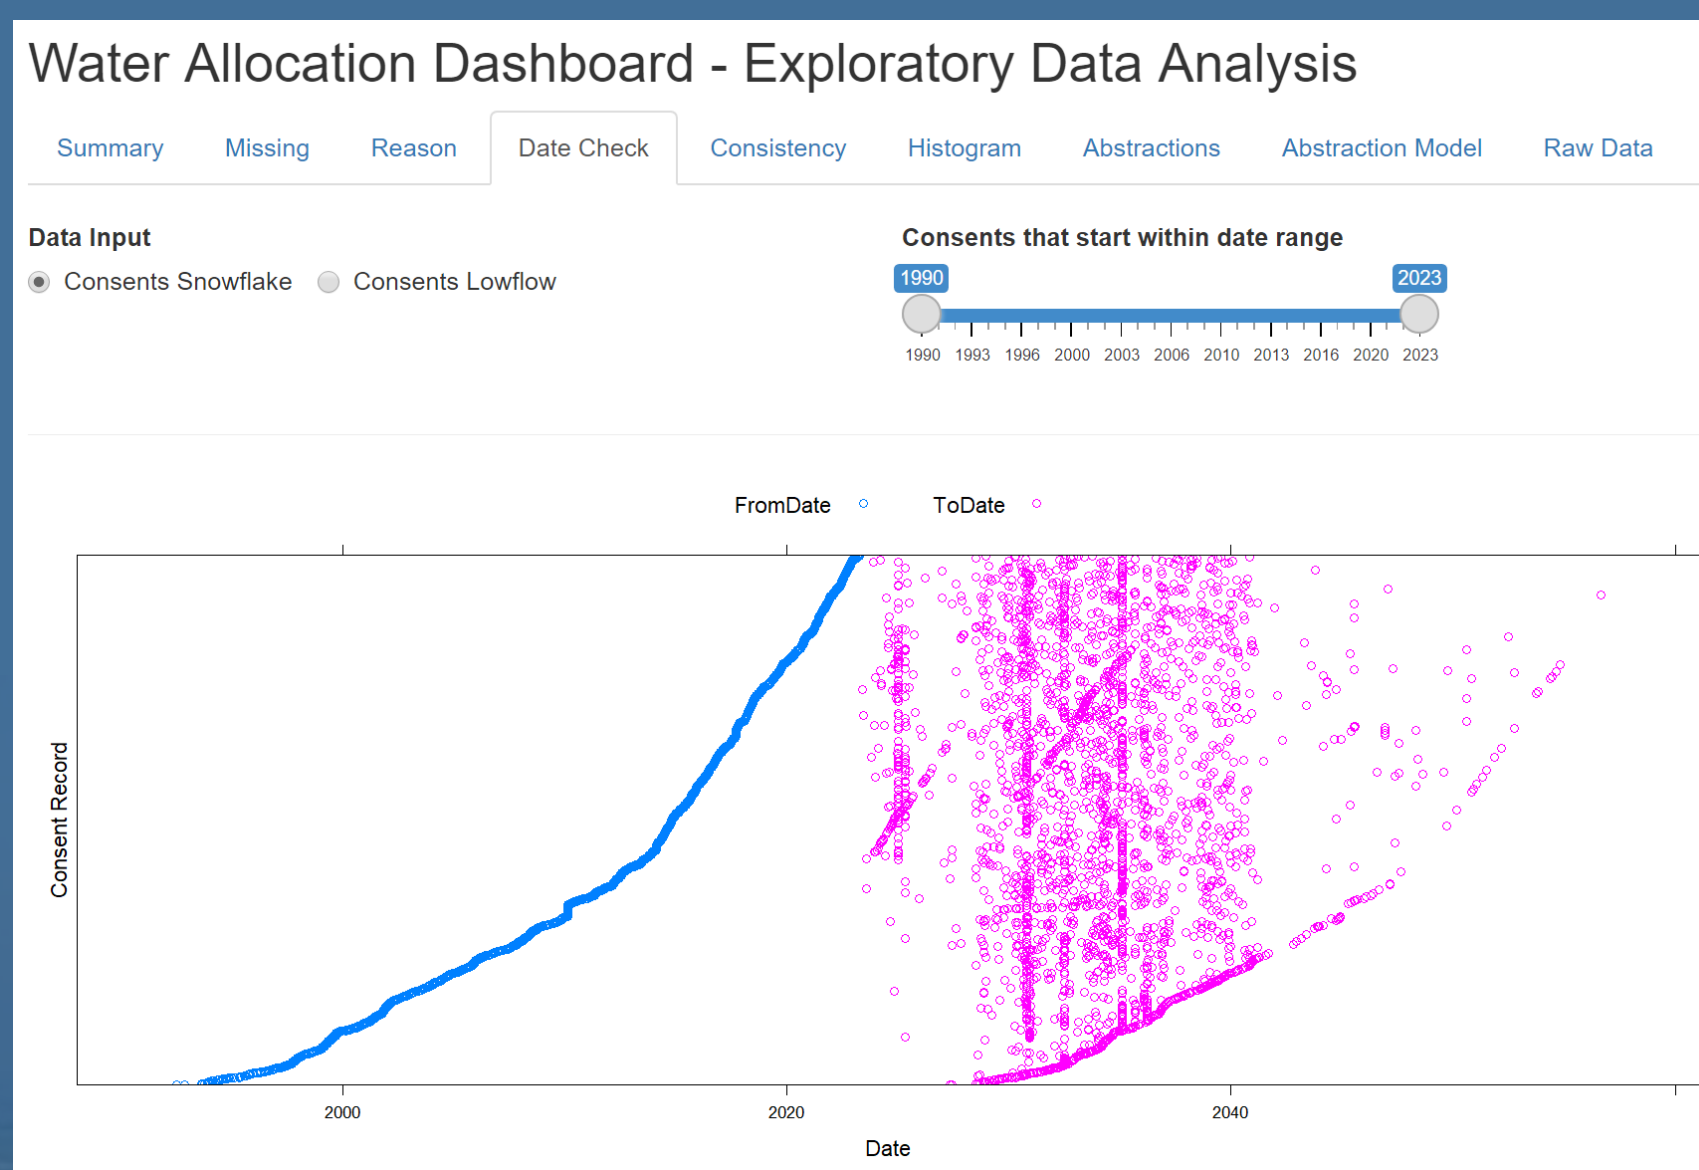 Water Allocation Dashboard - Exploratory Data Analysis
Summary Missing Reason Date Check Consistency Histogram Abstractions Abstraction Model Raw Data
Data Input
Consents Snowflake Consents Lowflow
Consents that start within date range
1990 2023
1990 1993 1996 2000 2003 2006 2010 2013 2016 2020 2023
FromDate ToDate
Consent Record
2000 2020 2040
Date